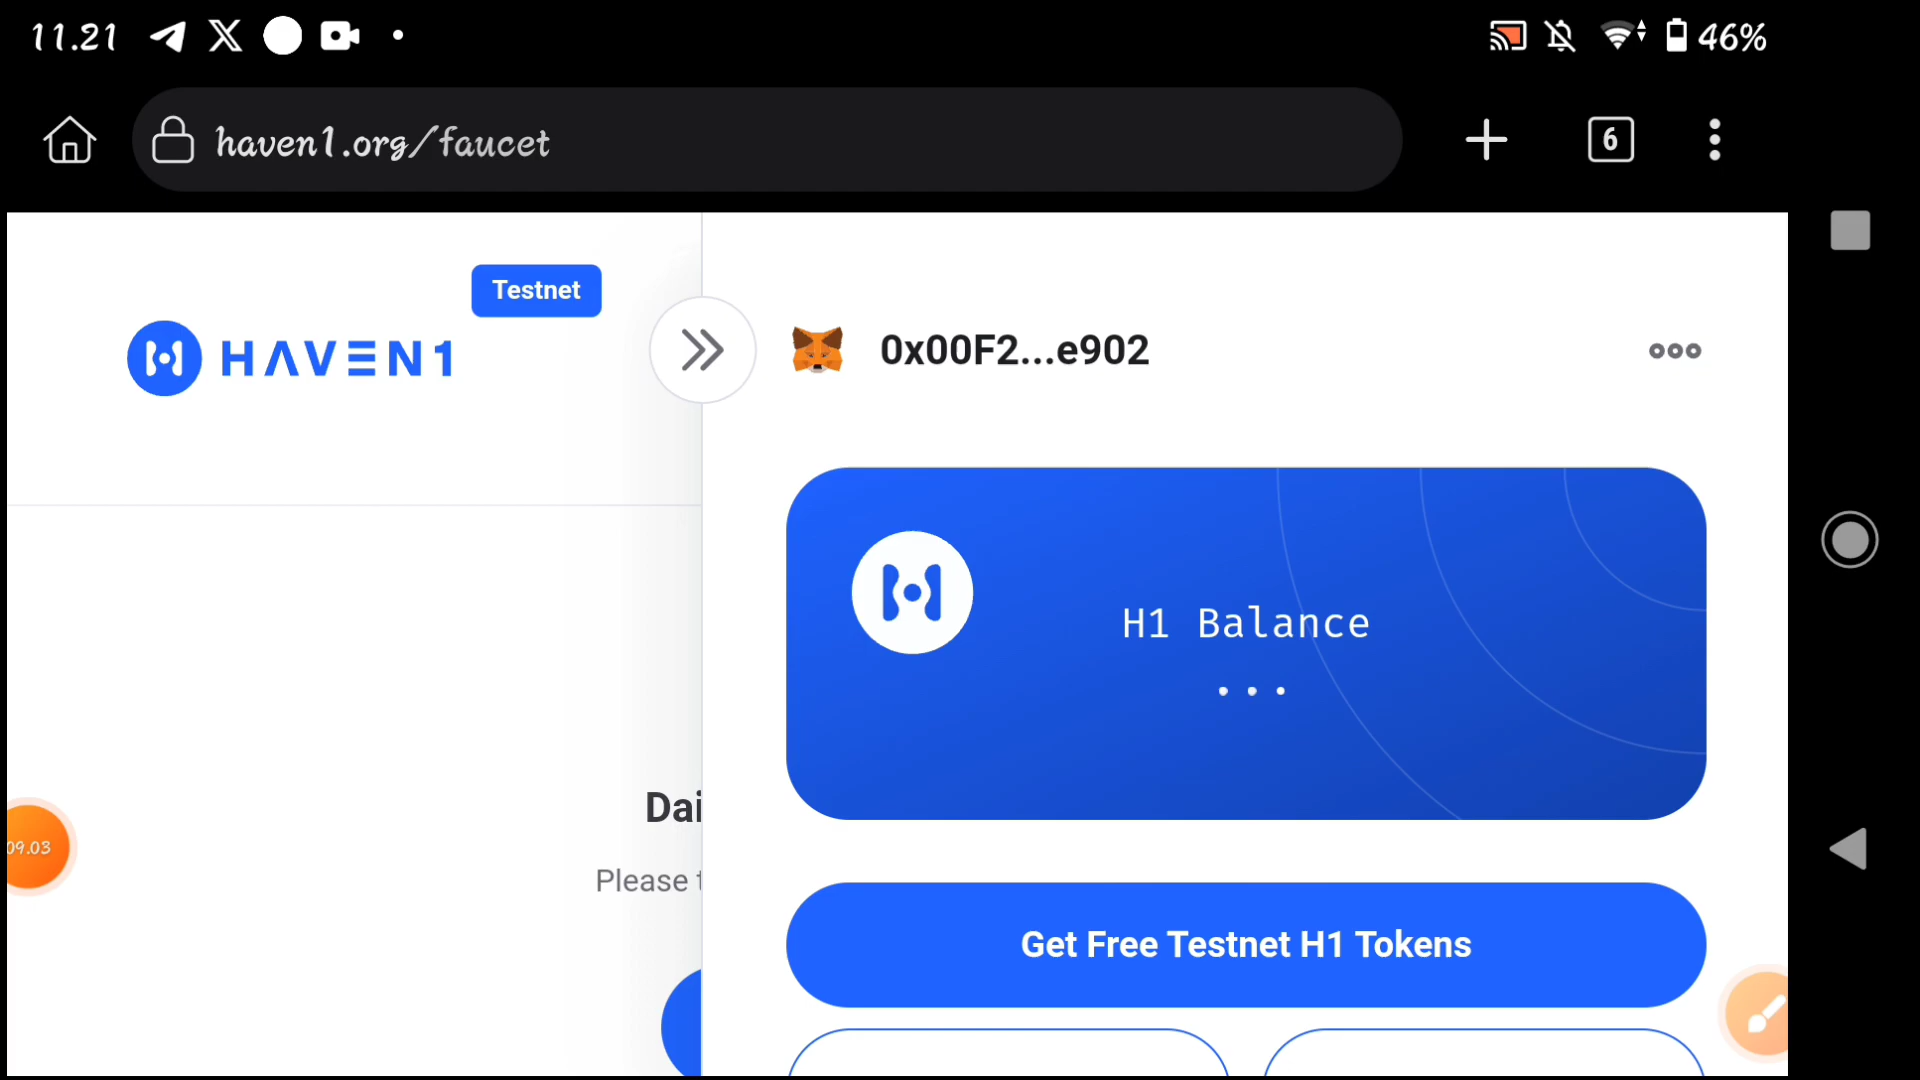 11.21
46%
haven1.org/faucet
6
Testnet
HAVEN1
0x00F2...e902
H1 Balance
...
Dai
Please
09.03
Get Free Testnet H1 Tokens